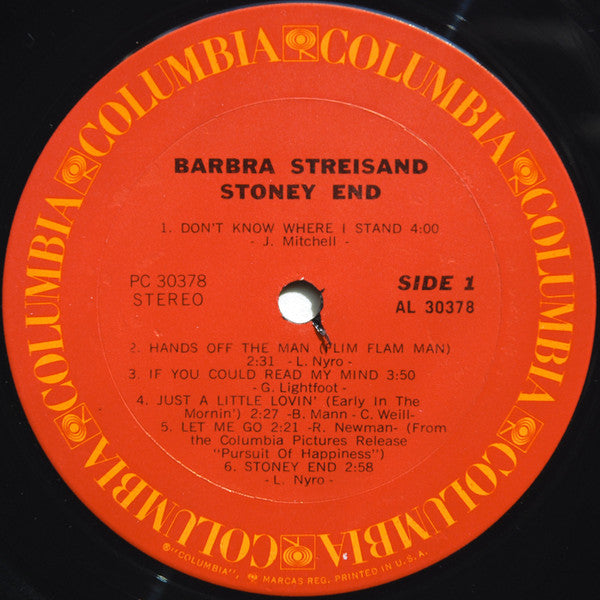 COLUMBIA COLUMBIA COLUMBIA COLUMBIA COLUMBIA COLUMBIA COLUMBIA COLUMBIA
BARBRA STREISAND
STONEY END
1. DON'T KNOW WHERE I STAND 4:00
- J. Mitchell -
PC 30378
STEREO
SIDE 1
AL 30378
2. HANDS OFF THE MAN (FLIM FLAM MAN)
2:31 -L. Nyro-
3. IF YOU COULD READ MY MIND 3:50
-G. Lightfoot-
4. JUST A LITTLE LOVIN' (Early In The
Mornin') 2:27 -B. Mann - C. Weill-
5. LET ME GO 2:21 -R. Newman- (From
the Columbia Pictures Release
"Pursuit Of Happiness")
6. STONEY END 2:58
-L. Nyro-
®"COLUMBIA", MARCAS REG. PRINTED IN U.S.A.